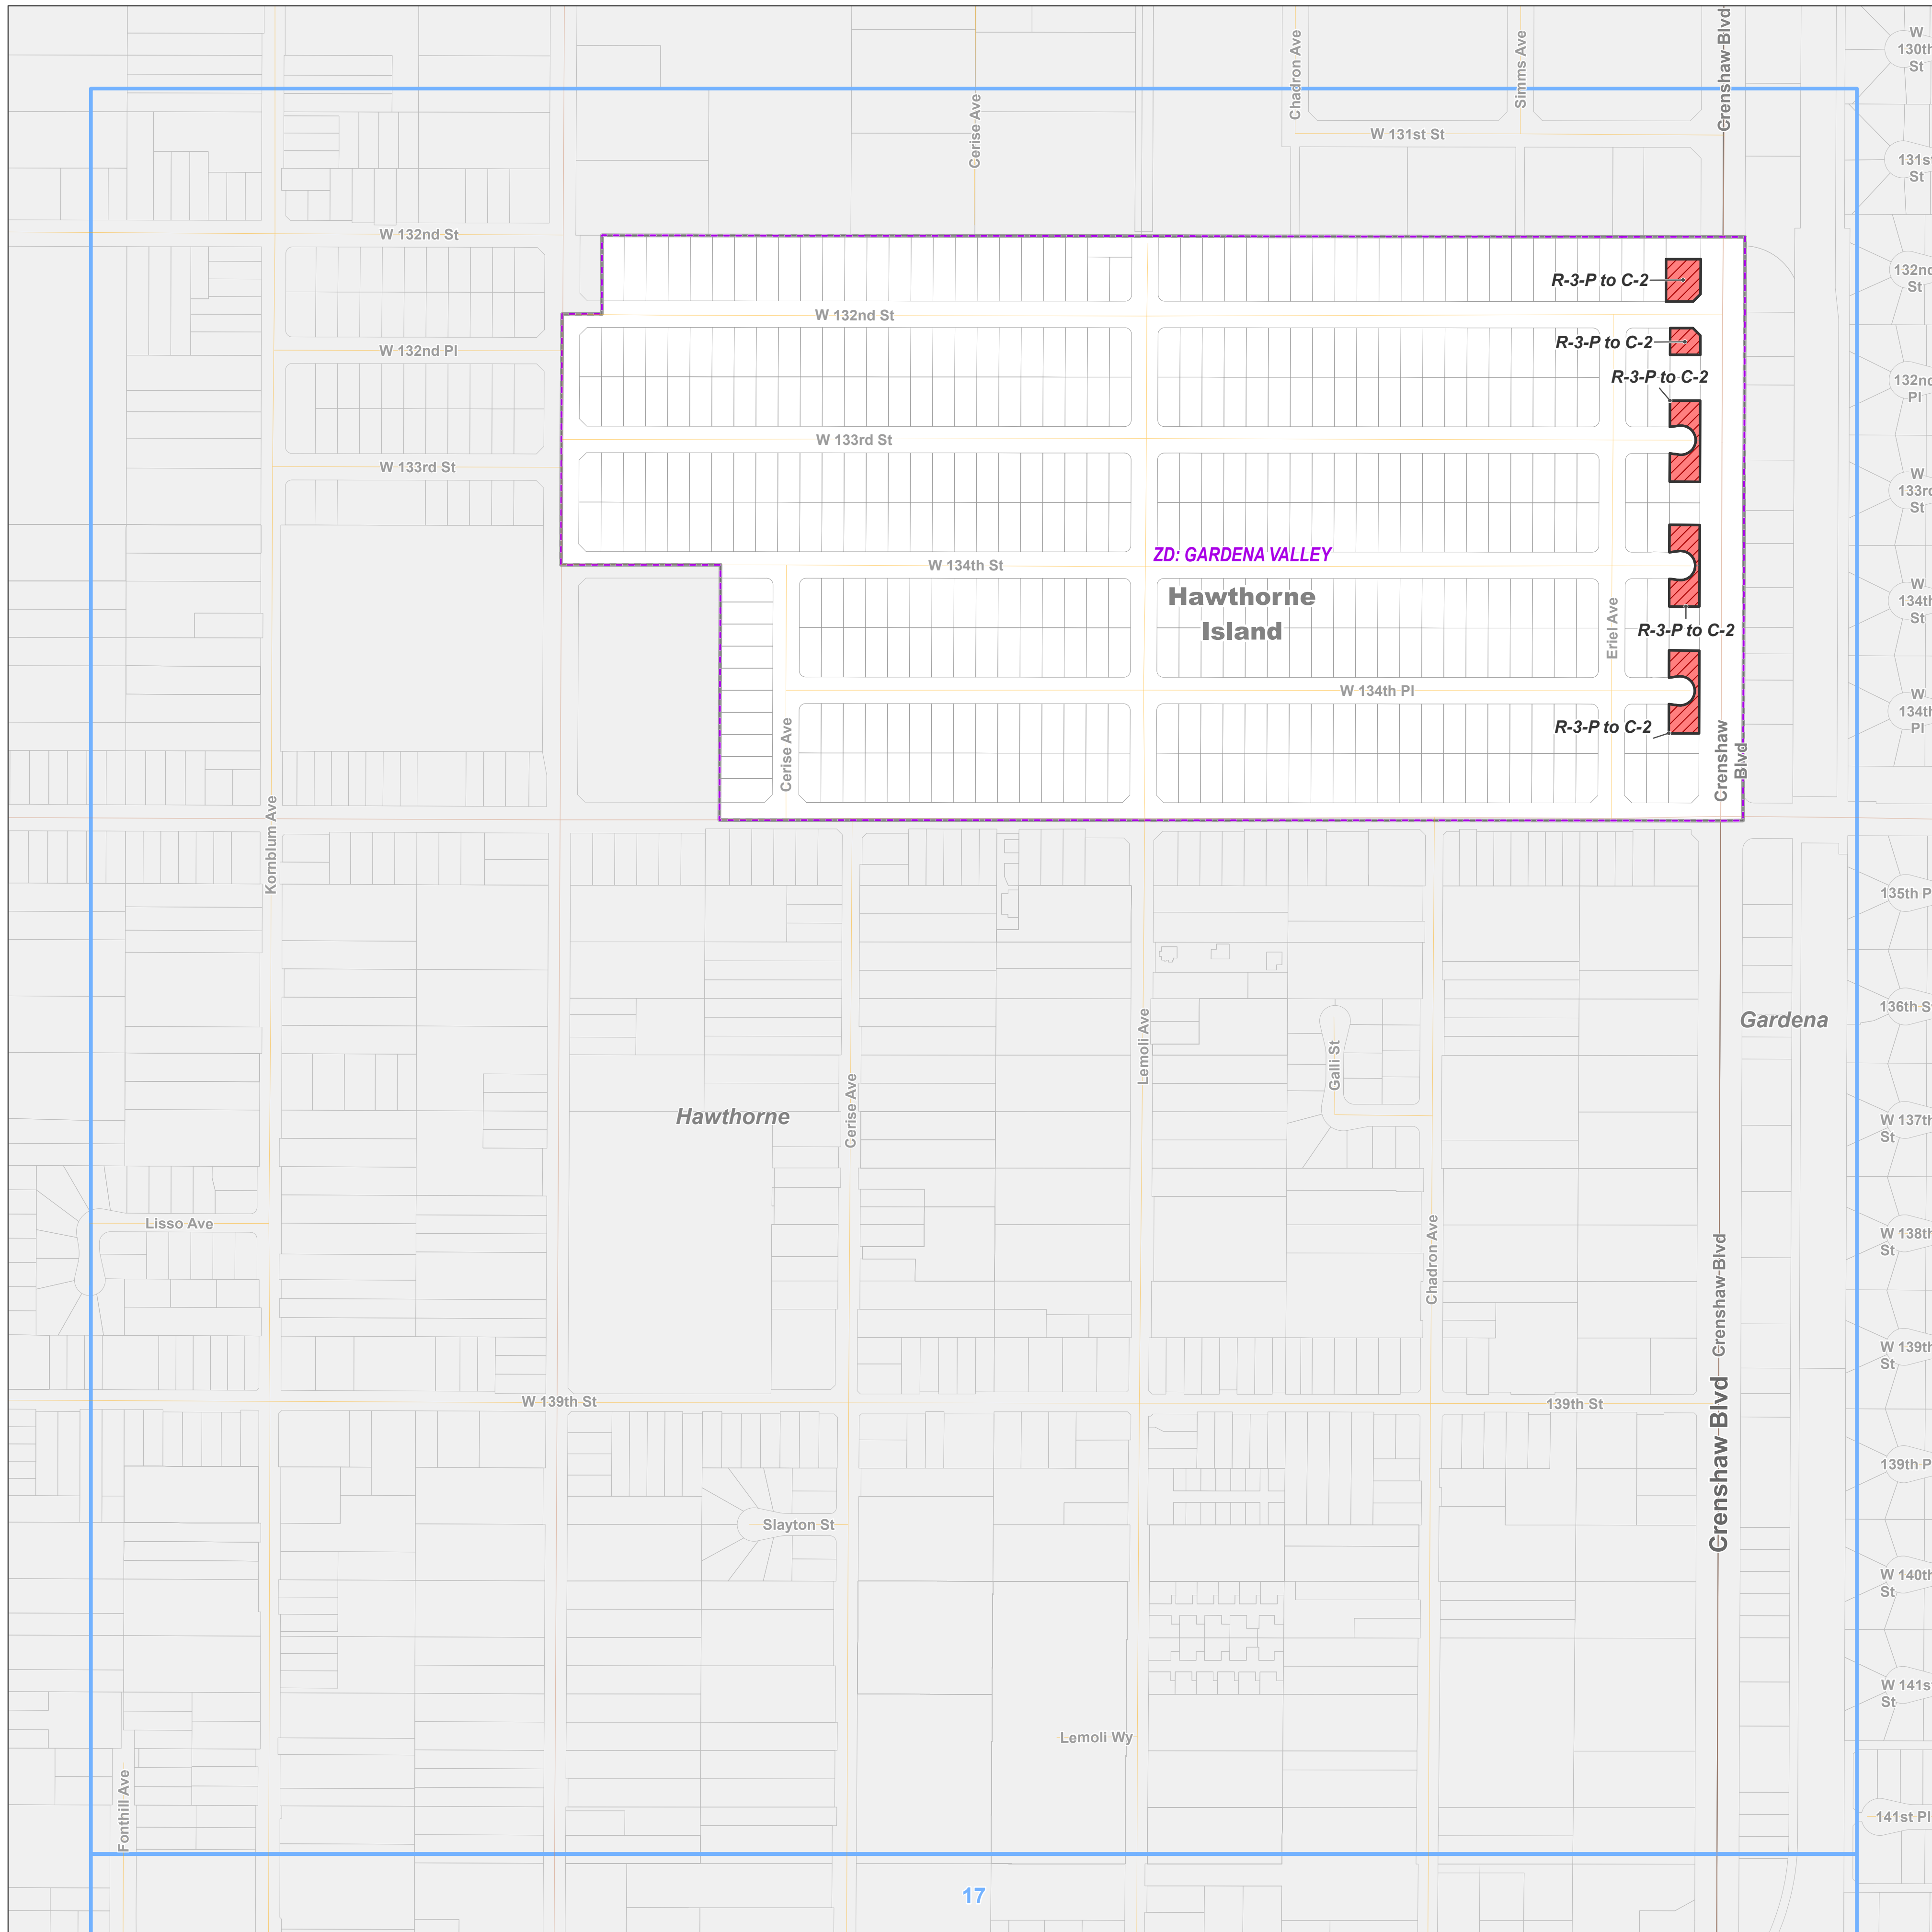 W
130th
St
Crenshaw Blvd
Chadron Ave
Simms Ave
Cerise Ave
W 131st St
131st
St
W 132nd St
132nd
St
R-3-P to C-2
W 132nd St
W 132nd Pl
R-3-P to C-2
R-3-P to C-2
132nd
Pl
W 133rd St
W 133rd St
W
133rd
St
ZD: GARDENA VALLEY
W 134th St
Hawthorne
Island
Eriel Ave
R-3-P to C-2
W
134th
St
W 134th Pl
R-3-P to C-2
W
134th
Pl
Cerise Ave
Crenshaw
Blvd
Kornblum Ave
135th P
136th S
Gardena
Lemoli Ave
Galli St
Hawthorne
Cerise Ave
W 137th
St
Lisso Ave
Chadron Ave
Crenshaw Blvd
W 138th
St
W 139th
St
W 139th St
139th St
Crenshaw Blvd
139th P
Slayton St
W 140th
St
W 141s
St
Lemoli Wy
Fonthill Ave
141st Pl
17